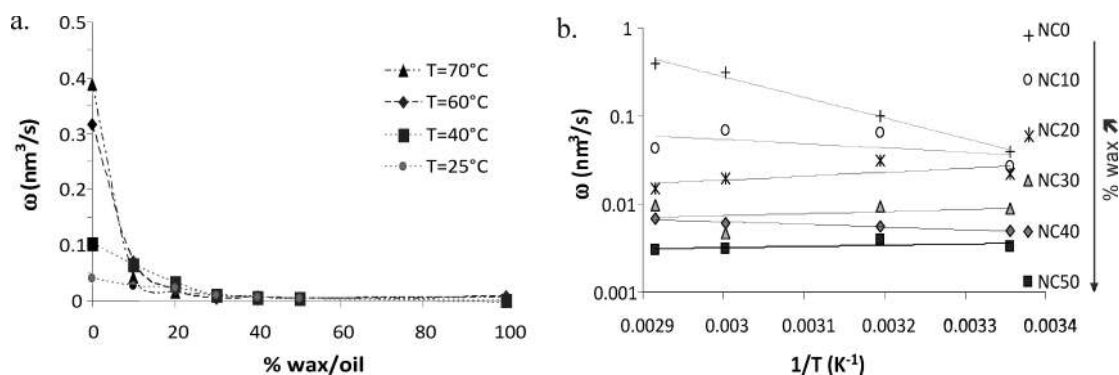 a.
ω (nm³/s)
0.5
0.4
0.3
0.2
0.1
0
0 20 40 60 80 100
% wax/oil
T=70°C
T=60°C
T=40°C
T=25°C
b.
ω (nm³/s)
1
0.1
0.01
0.001
0.0029 0.003 0.0031 0.0032 0.0033 0.0034
1/T (K⁻¹)
NC0
NC10
NC20
NC30
NC40
NC50
% wax